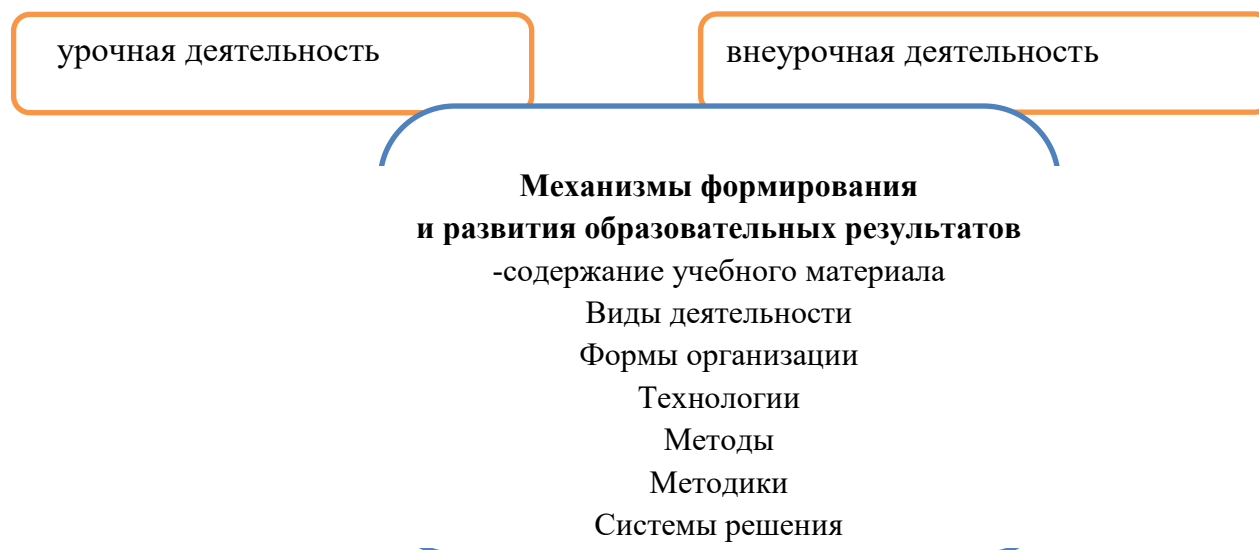 урочная деятельность
внеурочная деятельность
Механизмы формирования
и развития образовательных результатов
-содержание учебного материала
Виды деятельности
Формы организации
Технологии
Методы
Методики
Системы решения